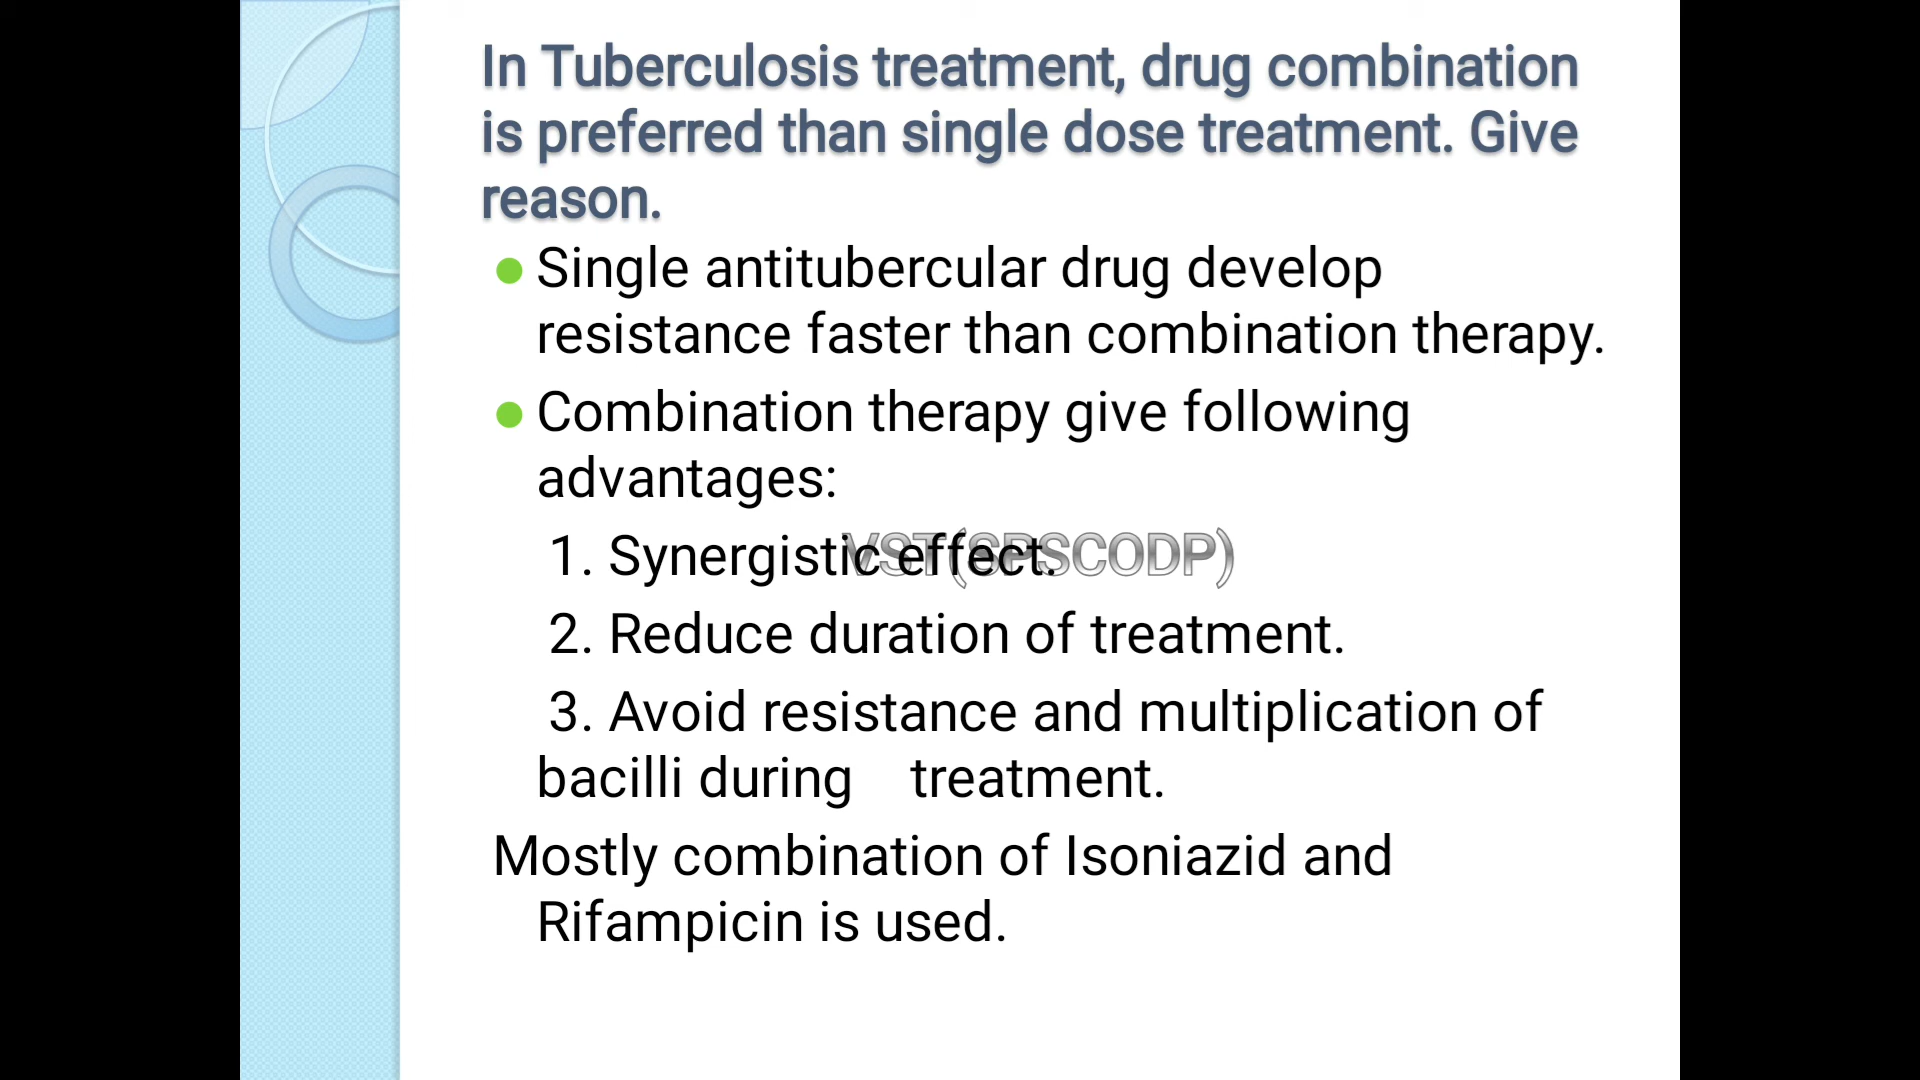 In Tuberculosis treatment, drug combination
is preferred than single dose treatment. Give
reason.
Single antitubercular drug develop
resistance faster than combination therapy.
Combination therapy give following
advantages:
1. Synergistic effect.
VST(SPSCODP)
2. Reduce duration of treatment.
3. Avoid resistance and multiplication of
bacilli during treatment.
Mostly combination of Isoniazid and
Rifampicin is used.